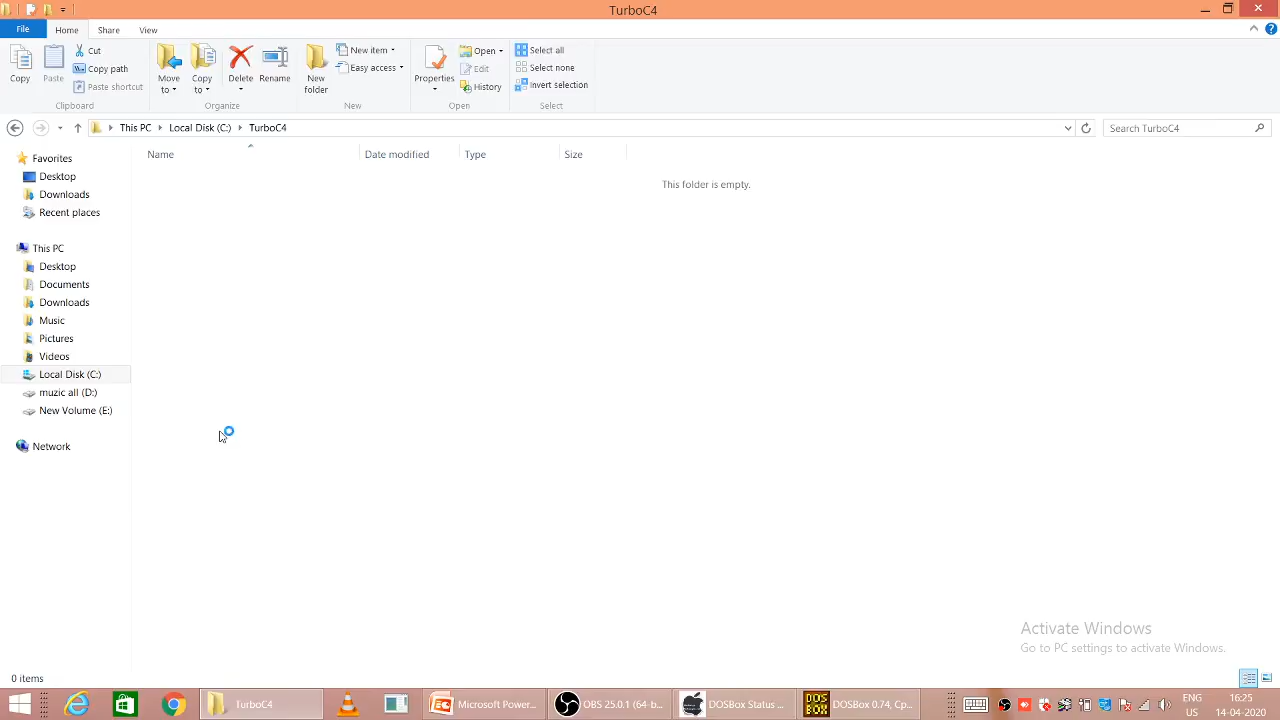 TurboC4
File Home Share View
Copy
Paste
Cut
Copy path
Paste shortcut
Clipboard
Move to
Copy to
Delete
Rename
Organize
New folder
New item
Easy access
New
Properties
Open
Edit
History
Open
Select all
Select none
Invert selection
Select
This PC Local Disk (C:) TurboC4
Search TurboC4
Name Date modified Type Size
This folder is empty.
Favorites
Desktop
Downloads
Recent places
This PC
Desktop
Documents
Downloads
Music
Pictures
Videos
Local Disk (C:)
muzic all (D:)
New Volume (E:)
Network
Activate Windows
Go to PC settings to activate Windows.
0 items
TurboC4
Microsoft Power...
OBS 25.0.1 (64-b...
DOSBox Status ...
DOS BOX
DOSBox 0.74, Cp...
ENG
US
16:25
14-04-2020